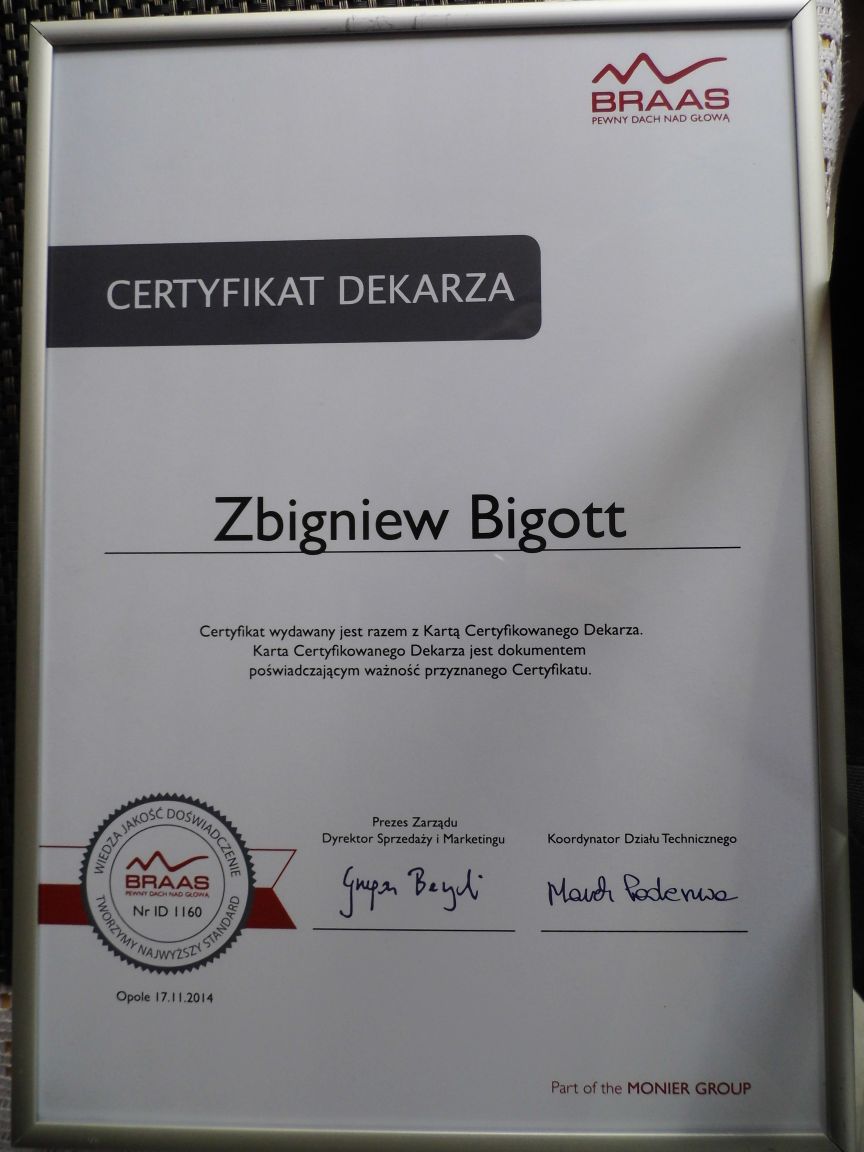 BRAAS
PEWNY DACH NAD GŁOWĄ
CERTYFIKAT DEKARZA
Zbigniew Bigott
Certyfikat wydawany jest razem z Kartą Certyfikowanego Dekarza.
Karta Certyfikowanego Dekarza jest dokumentem
poświadczającym ważność przyznanego Certyfikatu.
Prezes Zarządu
Dyrektor Sprzedaży i Marketingu
Koordynator Działu Technicznego
WIEDZA JAKOŚĆ DOŚWIADCZENIE
BRAAS
PEWNY DACH NAD GŁOWĄ
Nr ID 1160
TWORZYMY NAJWYŻSZY STANDARD
Opole 17.11.2014
Part of the MONIER GROUP